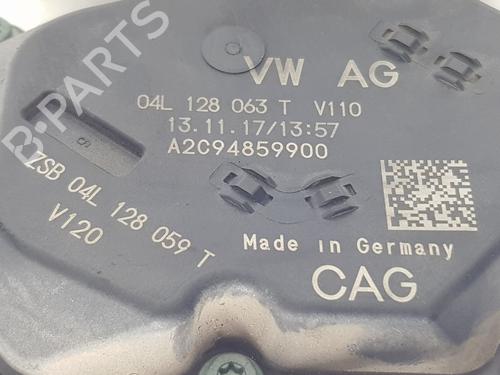 VW AG
04L 128 063 T V110
13.11.17/13:57
A2C94859900
ZSB 04L 128 059 T
V120
Made in Germany
CAG